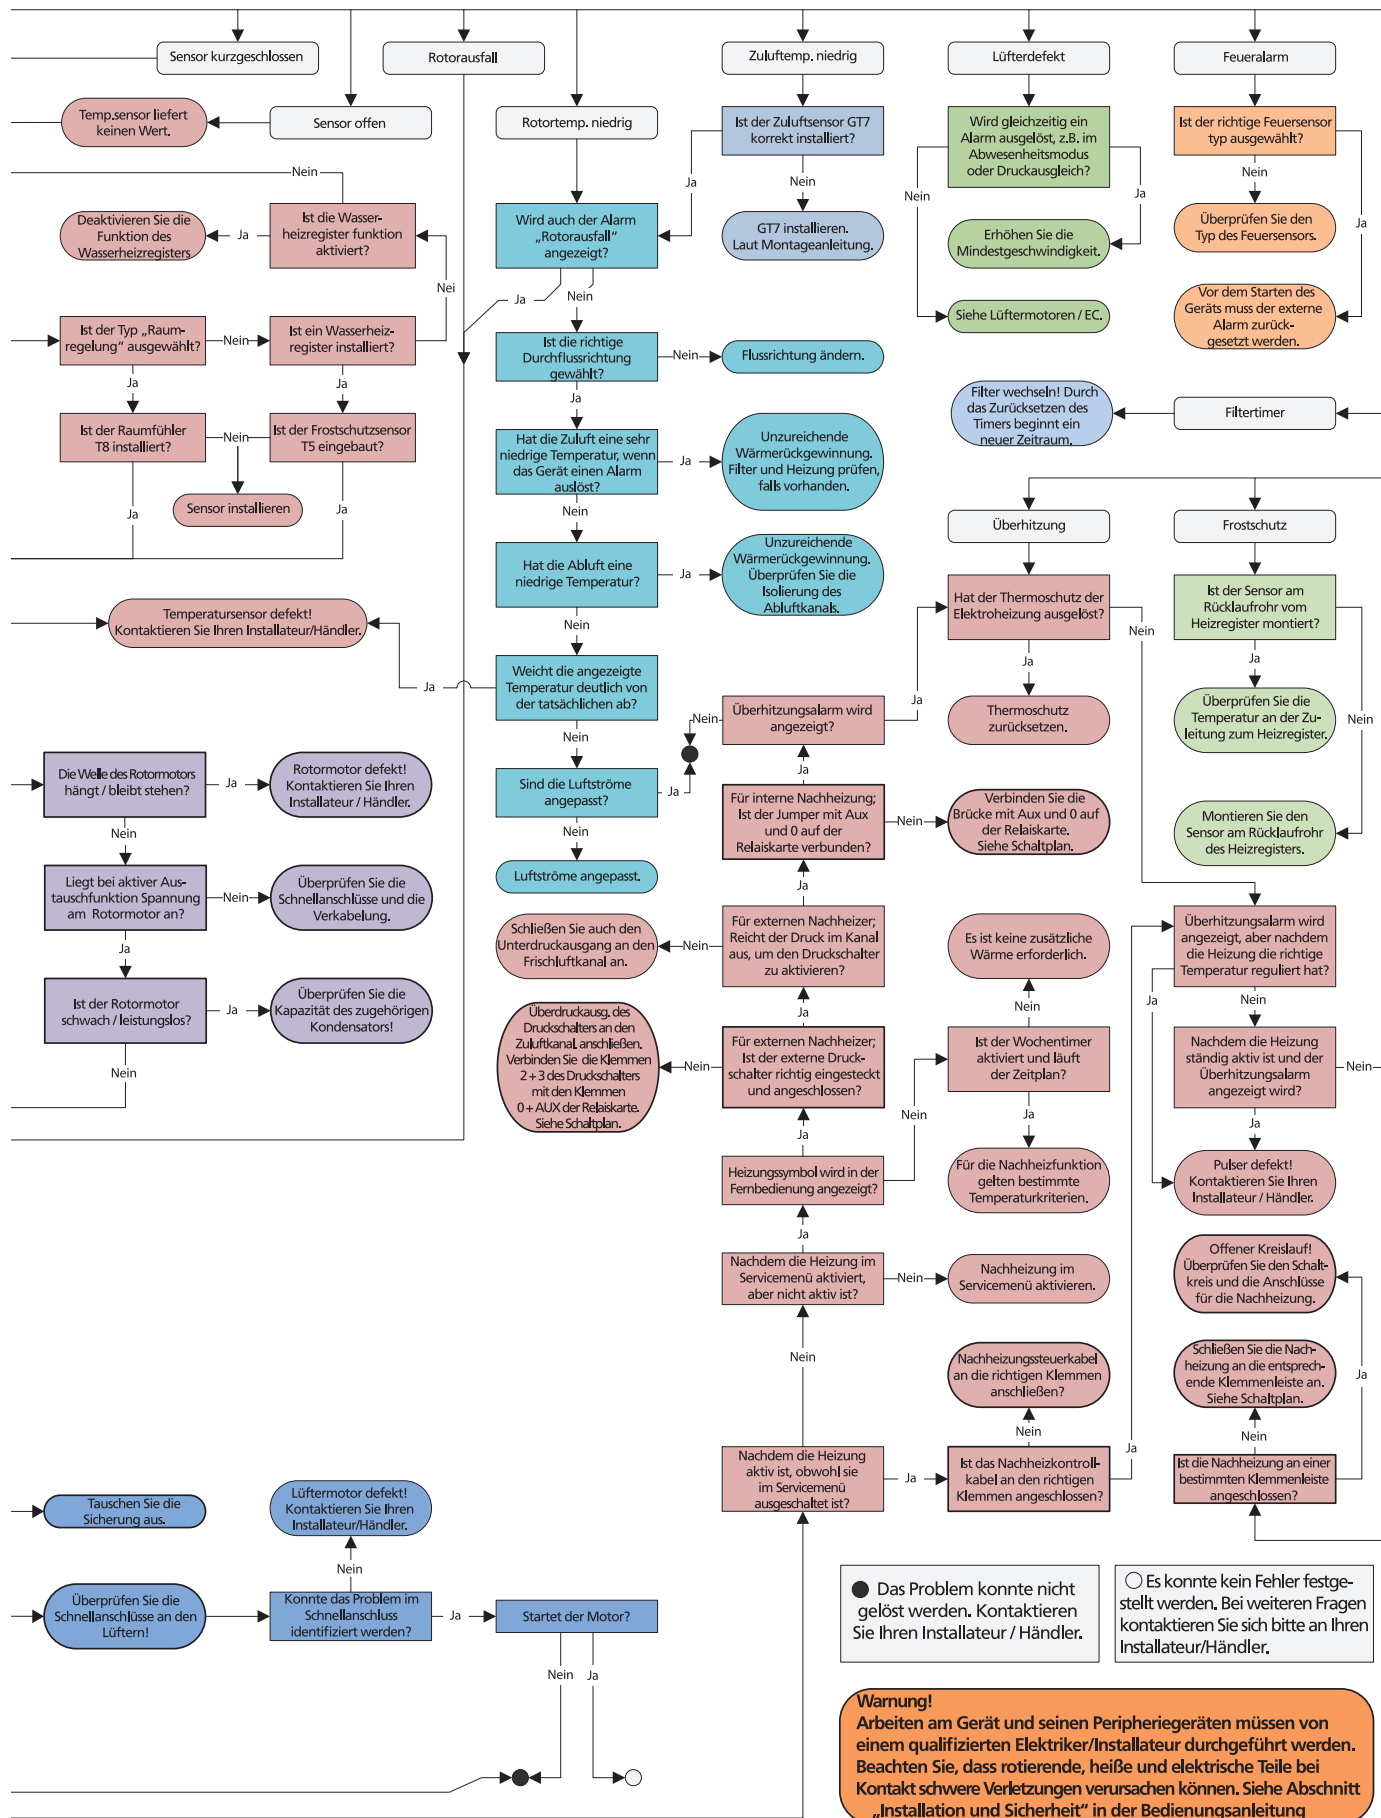 Sensor kurzgeschlossen
Rotorausfall
Zuluftemp. niedrig
Lüfterdefekt
Feueralarm
Temp.sensor liefert
keinen Wert.
Sensor offen
Rotortemp. niedrig
Ist der Zuluftsensor GT7
korrekt installiert?
Wird gleichzeitig ein
Alarm ausgelöst, z.B. im
Abwesenheitsmodus
oder Druckausgleich?
Ist der richtige Feuersensor
typ ausgewählt?
Nein
Ja
Nein
Nein
Ja
Nein
Ja
Deaktivieren Sie die
Funktion des
Wasserheizregisters
Ja
Ist die Wasser-
heizregister funktion
aktiviert?
Wird auch der Alarm
„Rotorausfall“
angezeigt?
GT7 installieren.
Laut Montageanleitung.
Erhöhen Sie die
Mindestgeschwindigkeit.
Überprüfen Sie den
Typ des Feuersensors.
Nei
Ja
Nein
Ist der Typ „Raum-
regelung“ ausgewählt?
Nein
Ist ein Wasserheiz-
register installiert?
Ist die richtige
Durchflussrichtung
gewählt?
Nein
Flussrichtung ändern.
Siehe Lüftermotoren / EC.
Vor dem Starten des
Geräts muss der externe
Alarm zurück-
gesetzt werden.
Ja
Ja
Ja
Ist der Raumfühler
T8 installiert?
Nein
Ist der Frostschutzsensor
T5 eingebaut?
Hat die Zuluft eine sehr
niedrige Temperatur, wenn
das Gerät einen Alarm
auslöst?
Ja
Unzureichende
Wärmerückgewinnung.
Filter und Heizung prüfen,
falls vorhanden.
Filter wechseln! Durch
das Zurücksetzen des
Timers beginnt ein
neuer Zeitraum.
Filtertimer
Sensor installieren
Ja
Ja
Nein
Überhitzung
Frostschutz
Hat die Abluft eine
niedrige Temperatur?
Ja
Unzureichende
Wärmerückgewinnung.
Überprüfen Sie die
Isolierung des
Abluftkanals.
Hat der Thermoschutz der
Elektroheizung ausgelöst?
Ist der Sensor am
Rücklaufrohr vom
Heizregister montiert?
Temperatursensor defekt!
Kontaktieren Sie Ihren Installateur/Händler.
Nein
Nein
Ja
Ja
Ja
Weicht die angezeigte
Temperatur deutlich von
der tatsächlichen ab?
Ja
Nein
Überhitzungsalarm wird
angezeigt?
Thermoschutz
zurücksetzen.
Überprüfen Sie die
Temperatur an der Zu-
leitung zum Heizregister.
Nein
Nein
Die Welle des Rotormotors
hängt / bleibt stehen?
Ja
Rotormotor defekt!
Kontaktieren Sie Ihren
Installateur / Händler.
Sind die Luftströme
angepasst?
Ja
Ja
Für interne Nachheizung;
Ist der Jumper mit Aux
und 0 auf der
Relaiskarte verbunden?
Nein
Verbinden Sie die
Brücke mit Aux und 0 auf
der Relaiskarte.
Siehe Schaltplan.
Montieren Sie den
Sensor am Rücklaufrohr
des Heizregisters.
Nein
Nein
Liegt bei aktiver Aus-
tauschfunktion Spannung
am Rotormotor an?
Nein
Überprüfen Sie die
Schnellanschlüsse und die
Verkabelung.
Luftströme angepasst.
Ja
Schließen Sie auch den
Unterdruckausgang an den
Frischluftkanal an.
Nein
Für externen Nachheizer;
Reicht der Druck im Kanal
aus, um den Druckschalter
zu aktivieren?
Es ist keine zusätzliche
Wärme erforderlich.
Überhitzungsalarm wird
angezeigt, aber nachdem
die Heizung die richtige
Temperatur reguliert hat?
Ja
Ist der Rotormotor
schwach / leistungslos?
Ja
Überprüfen Sie die
Kapazität des zugehörigen
Kondensators!
Ja
Nein
Ja
Nein
Überdruckausg. des
Druckschalters an den
Zuluftkanal, anschließen.
Verbinden Sie die Klemmen
2 + 3 des Druckschalters
mit den Klemmen
0 + AUX der Relaiskarte.
Siehe Schaltplan.
Nein
Für externen Nachheizer;
Ist der externe Druck-
schalter richtig eingesteckt
und angeschlossen?
Ist der Wochentimer
aktiviert und läuft
der Zeitplan?
Nachdem die Heizung
ständig aktiv ist und der
Überhitzungsalarm
angezeigt wird?
Nein
Nein
Nein
Ja
Ja
Ja
Heizungssymbol wird in der
Fernbedienung angezeigt?
Für die Nachheizfunktion
gelten bestimmte
Temperaturkriterien.
Pulser defekt!
Kontaktieren Sie Ihren
Installateur / Händler.
Ja
Nachdem die Heizung im
Servicemenü aktiviert,
aber nicht aktiv ist?
Nein
Nachheizung im
Servicemenü aktivieren.
Offener Kreislauf!
Überprüfen Sie den Schalt-
kreis und die Anschlüsse
für die Nachheizung.
Nein
Nachheizungssteuerkabel
an die richtigen Klemmen
anschließen?
Schließen Sie die Nach-
heizung an die entsprech-
ende Klemmenleiste an.
Siehe Schaltplan.
Ja
Nein
Ja
Nein
Nachdem die Heizung
aktiv ist, obwohl sie
im Servicemenü
ausgeschaltet ist?
Ja
Ist das Nachheizkontroll-
kabel an den richtigen
Klemmen angeschlossen?
Ist die Nachheizung an einer
bestimmten Klemmenleiste
angeschlossen?
Tauschen Sie die
Sicherung aus.
Lüftermotor defekt!
Kontaktieren Sie Ihren
Installateur/Händler.
Nein
Überprüfen Sie die
Schnellanschlüsse an den
Lüftern!
Konnte das Problem im
Schnellanschluss
identifiziert werden?
Ja
Startet der Motor?
Nein
Ja
Das Problem konnte nicht
gelöst werden. Kontaktieren
Sie Ihren Installateur / Händler.
Es konnte kein Fehler festge-
stellt werden. Bei weiteren Fragen
kontaktieren Sie sich bitte an Ihren
Installateur/Händler.
Warnung!
Arbeiten am Gerät und seinen Peripheriegeräten müssen von
einem qualifizierten Elektriker/Installateur durchgeführt werden.
Beachten Sie, dass rotierende, heiße und elektrische Teile bei
Kontakt schwere Verletzungen verursachen können. Siehe Abschnitt
„Installation und Sicherheit“ in der Bedienungsanleitung